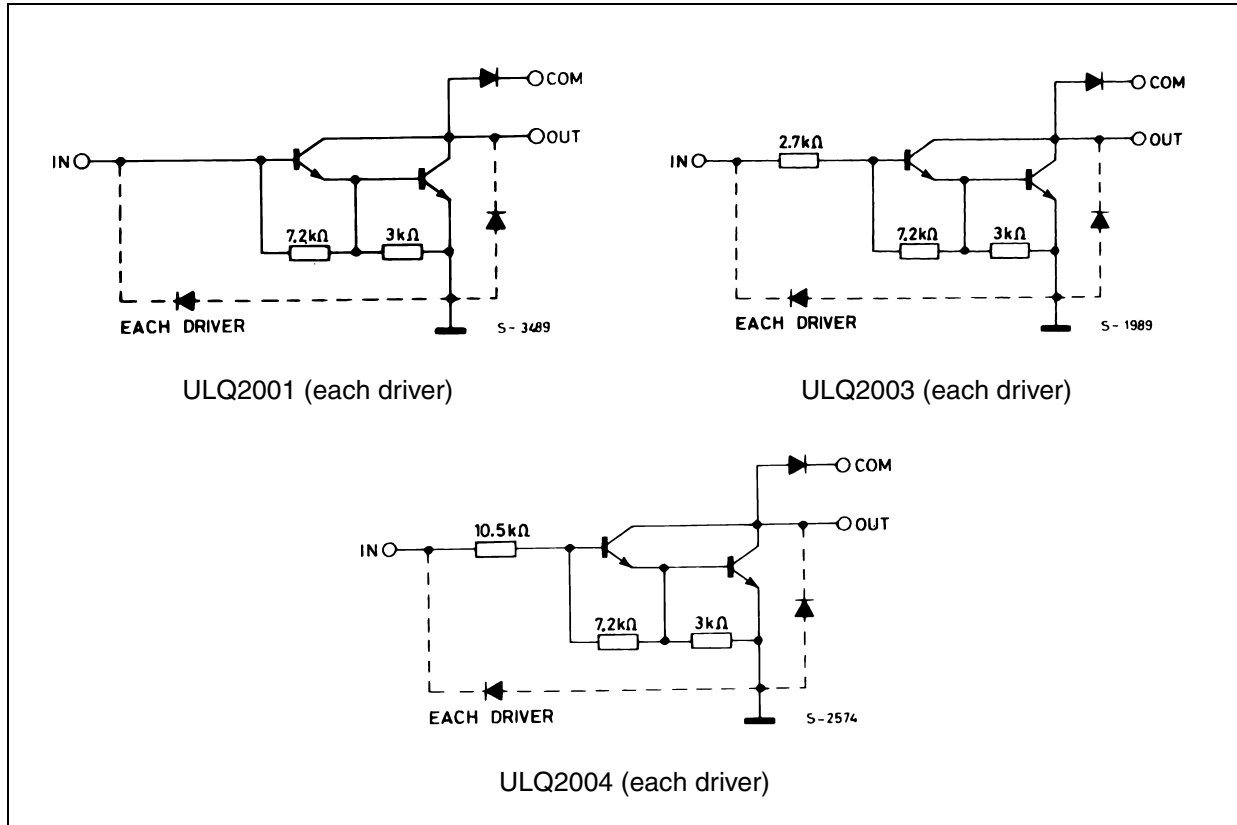 COM
OUT
IN
7.2kΩ
3kΩ
EACH DRIVER
S-3489
ULQ2001 (each driver)
COM
OUT
IN
2.7kΩ
7.2kΩ
3kΩ
EACH DRIVER
S-1989
ULQ2003 (each driver)
COM
OUT
IN
10.5kΩ
7.2kΩ
3kΩ
EACH DRIVER
S-2574
ULQ2004 (each driver)